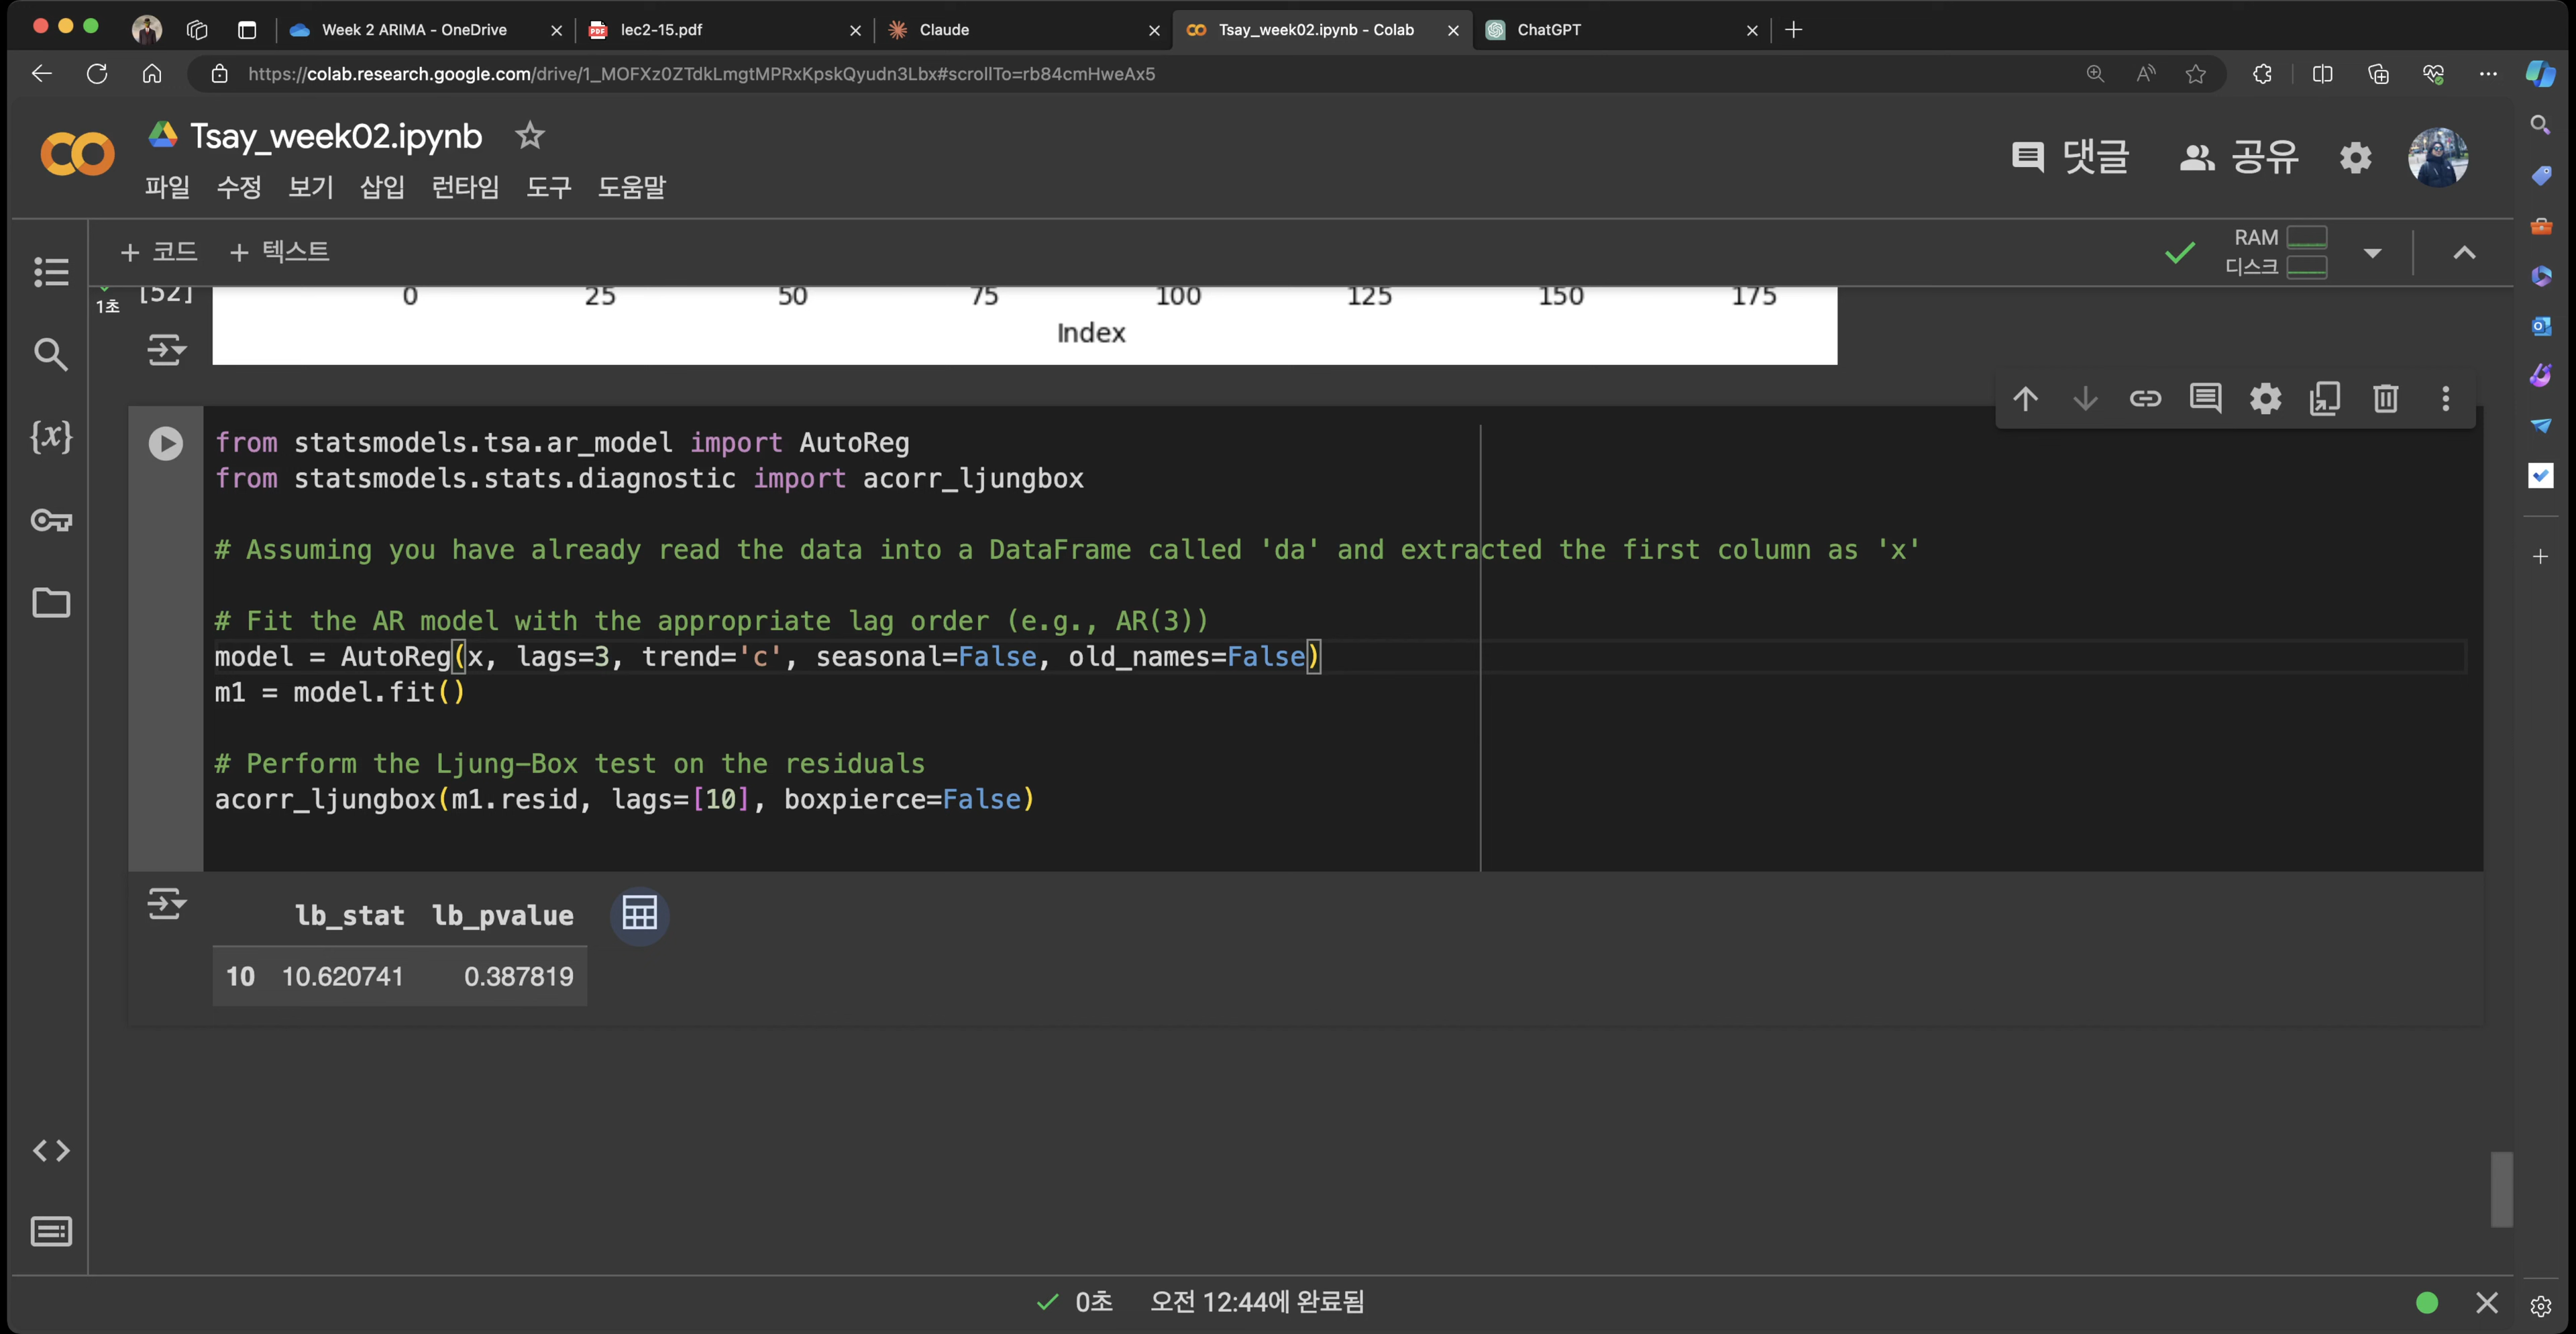 Week 2 ARIMA - OneDrive
lec2-15.pdf
Claude
Tsay_week02.ipynb - Colab
ChatGPT
https://colab.research.google.com/drive/1_MOFXz0ZTdkLmgtMPRxKpskQyudn3Lbx#scrollTo=rb84cmHweAx5
Tsay_week02.ipynb
댓글
공유
파일 수정 보기 삽입 런타임 도구 도움말
+ 코드 + 텍스트
RAM
디스크
1초
[52]
0 25 50 75 100 125 150 175
Index
from statsmodels.tsa.ar_model import AutoReg
from statsmodels.stats.diagnostic import acorr_ljungbox
# Assuming you have already read the data into a DataFrame called 'da' and extracted the first column as 'x'
# Fit the AR model with the appropriate lag order (e.g., AR(3))
model = AutoReg(x, lags=3, trend='c', seasonal=False, old_names=False)
m1 = model.fit()
# Perform the Ljung-Box test on the residuals
acorr_ljungbox(m1.resid, lags=[10], boxpierce=False)
lb_stat lb_pvalue
10 10.620741 0.387819
0초 오전 12:44에 완료됨